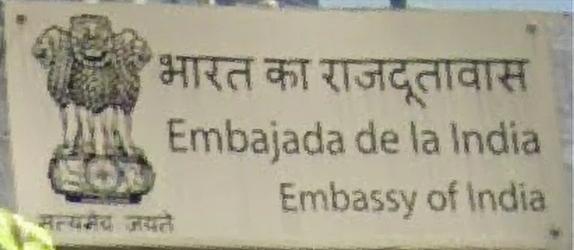 भारत का राजदूतावास
Embajada de la India
Embassy of India
सत्यमेव जयते